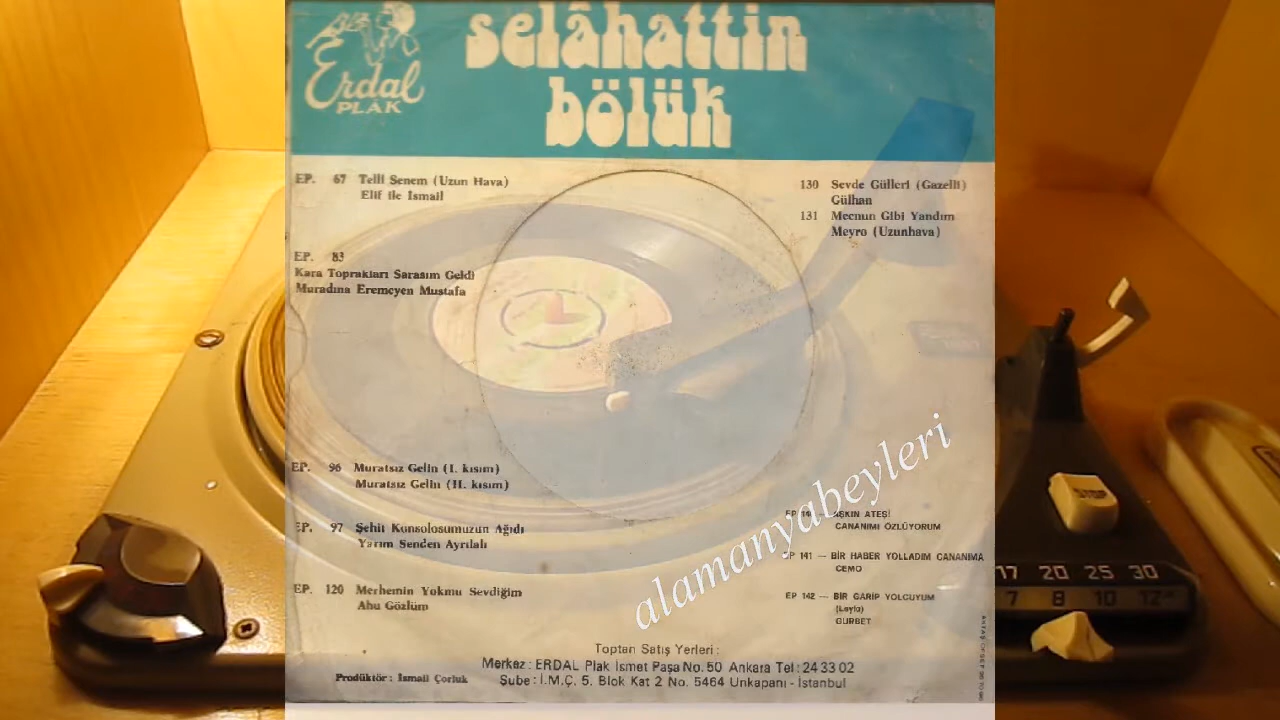 Erdal
PLAK
selâhattin
bölük
EP. 67 Telli Senem (Uzun Hava)
Elif ile İsmail
EP. 83
Kara Toprakları Sarasım Geldi
Muradına Eremeyen Mustafa
EP. 96 Muratsız Gelin (I. kısım)
Muratsız Gelin (II. kısım)
EP. 97 Şehit Konsolosumuzun Ağıdı
Yarim Senden Ayrılalı
EP. 120 Merhemin Yokmu Sevdiğim
Ahu Gözlüm
130 Sevde Gülleri (Gazelli)
Gülhan
131 Mecnun Gibi Yandım
Meyro (Uzunhava)
EP 140 — AŞKIN ATEŞİ
CANANIMI ÖZLÜYORUM
EP 141 — BİR HABER YOLLADIM CANANIMA
CEMO
EP 142 — BİR GARİP YOLCUYUM
(Leyla)
GURBET
alamanyabeyleri
Toptan Satış Yerleri:
Merkez: ERDAL Plak İsmet Paşa No. 50 Ankara Tel: 24 33 02
Şube: İ.M.Ç. 5. Blok Kat 2 No. 5464 Unkapanı - İstanbul
Prodüktör: İsmail Çorluk
STOP
17 20 25 30
7 8 10 12